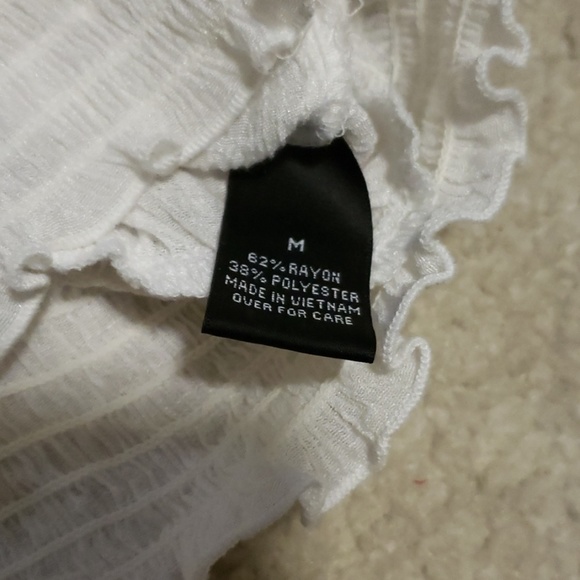 M
62% RAYON
38% POLYESTER
MADE IN VIETNAM
OVER FOR CARE